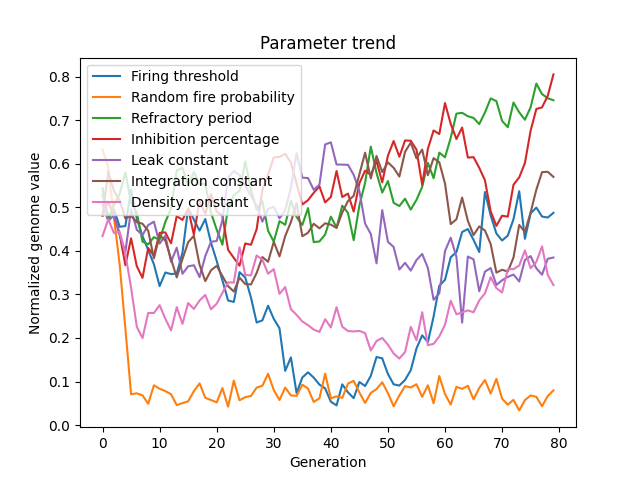 Parameter trend
Normalized genome value
0.8
0.7
0.6
0.5
0.4
0.3
0.2
0.1
0.0
Firing threshold
Random fire probability
Refractory period
Inhibition percentage
Leak constant
Integration constant
Density constant
0 10 20 30 40 50 60 70 80
Generation